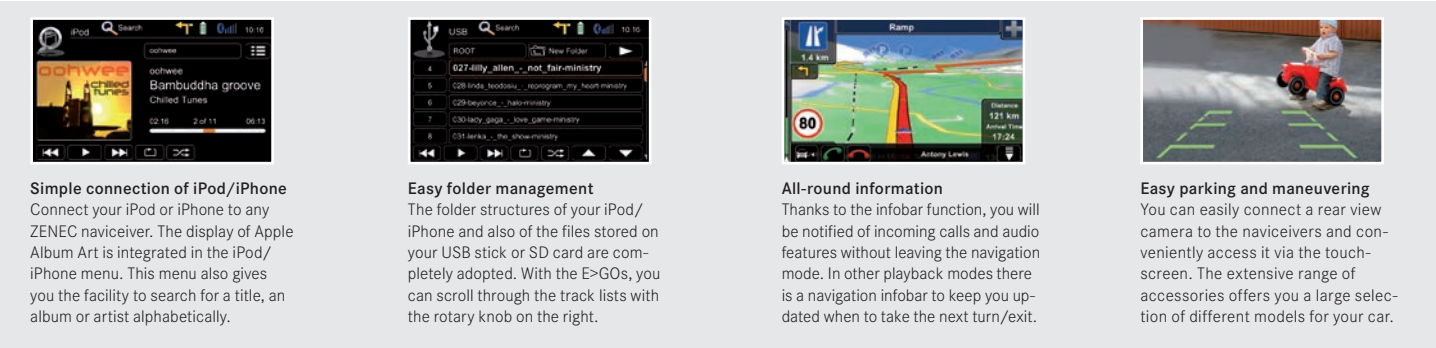 iPod
Search
10:16
oohwee
oohwee
chilled
tunes
oohwee
Bambuddha groove
Chilled Tunes
02:16 2 of 11 06:13
USB
Search
10:16
ROOT
New Folder
4 027-lilly_allen_-_not_fair-ministry
5 C28-linda_teodosiu_-_reprogram_my_heart-ministry
6 C29-beyonce_-_halo-ministry
7 C30-lady_gaga_-_love_game-ministry
8 C31-lenka_-_the_show-ministry
Ramp
1.4 km
80
Distance
121 km
Arrival Time
17:24
Antony Lewis
Simple connection of iPod/iPhone
Connect your iPod or iPhone to any
ZENEC naviceiver. The display of Apple
Album Art is integrated in the iPod/
iPhone menu. This menu also gives
you the facility to search for a title, an
album or artist alphabetically.
Easy folder management
The folder structures of your iPod/
iPhone and also of the files stored on
your USB stick or SD card are com-
pletely adopted. With the E>GOs, you
can scroll through the track lists with
the rotary knob on the right.
All-round information
Thanks to the infobar function, you will
be notified of incoming calls and audio
features without leaving the navigation
mode. In other playback modes there
is a navigation infobar to keep you up-
dated when to take the next turn/exit.
Easy parking and maneuvering
You can easily connect a rear view
camera to the naviceivers and con-
veniently access it via the touch-
screen. The extensive range of
accessories offers you a large selec-
tion of different models for your car.